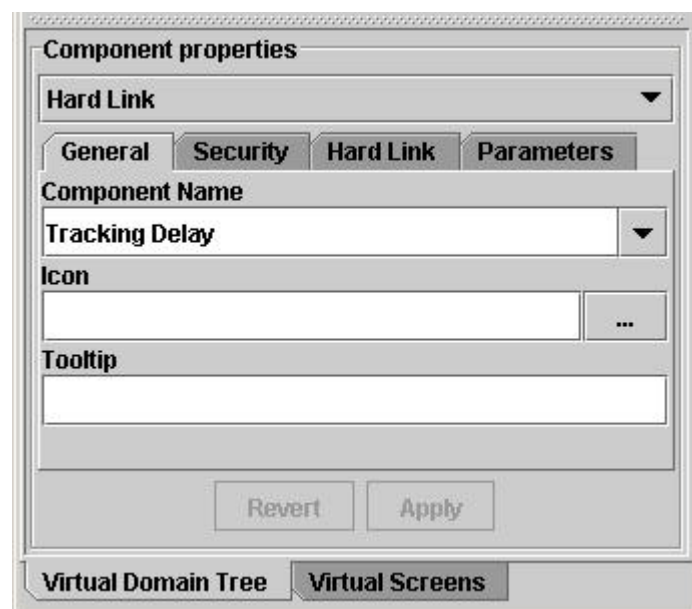 Component properties
Hard Link
General Security Hard Link Parameters
Component Name
Tracking Delay
Icon
...
Tooltip
Revert Apply
Virtual Domain Tree Virtual Screens